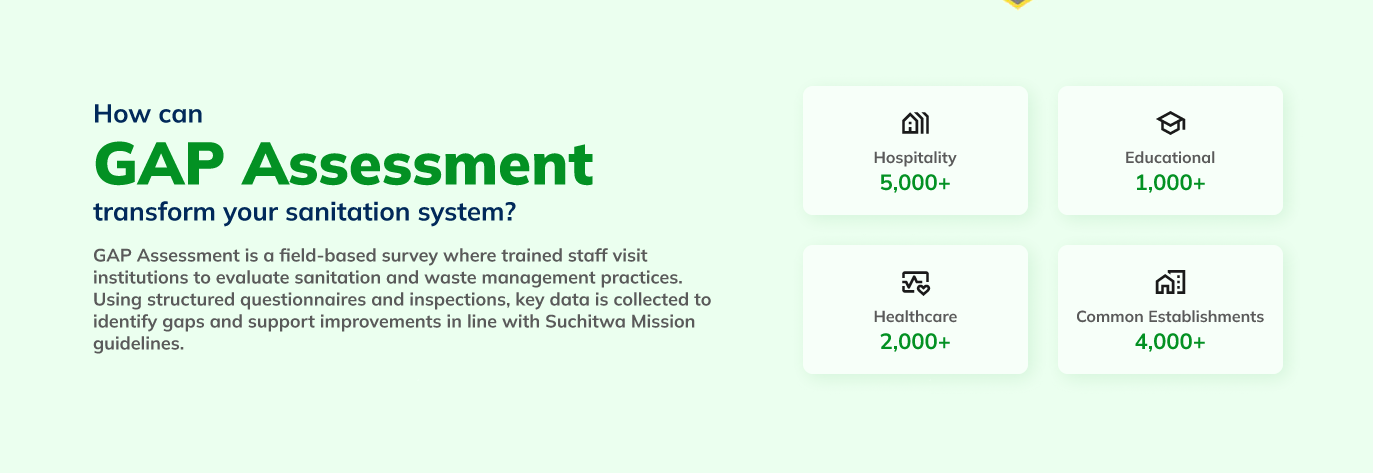 How can
GAP Assessment
transform your sanitation system?
GAP Assessment is a field-based survey where trained staff visit
institutions to evaluate sanitation and waste management practices.
Using structured questionnaires and inspections, key data is collected to
identify gaps and support improvements in line with Suchitwa Mission
guidelines.
Hospitality
5,000+
Educational
1,000+
Healthcare
2,000+
Common Establishments
4,000+